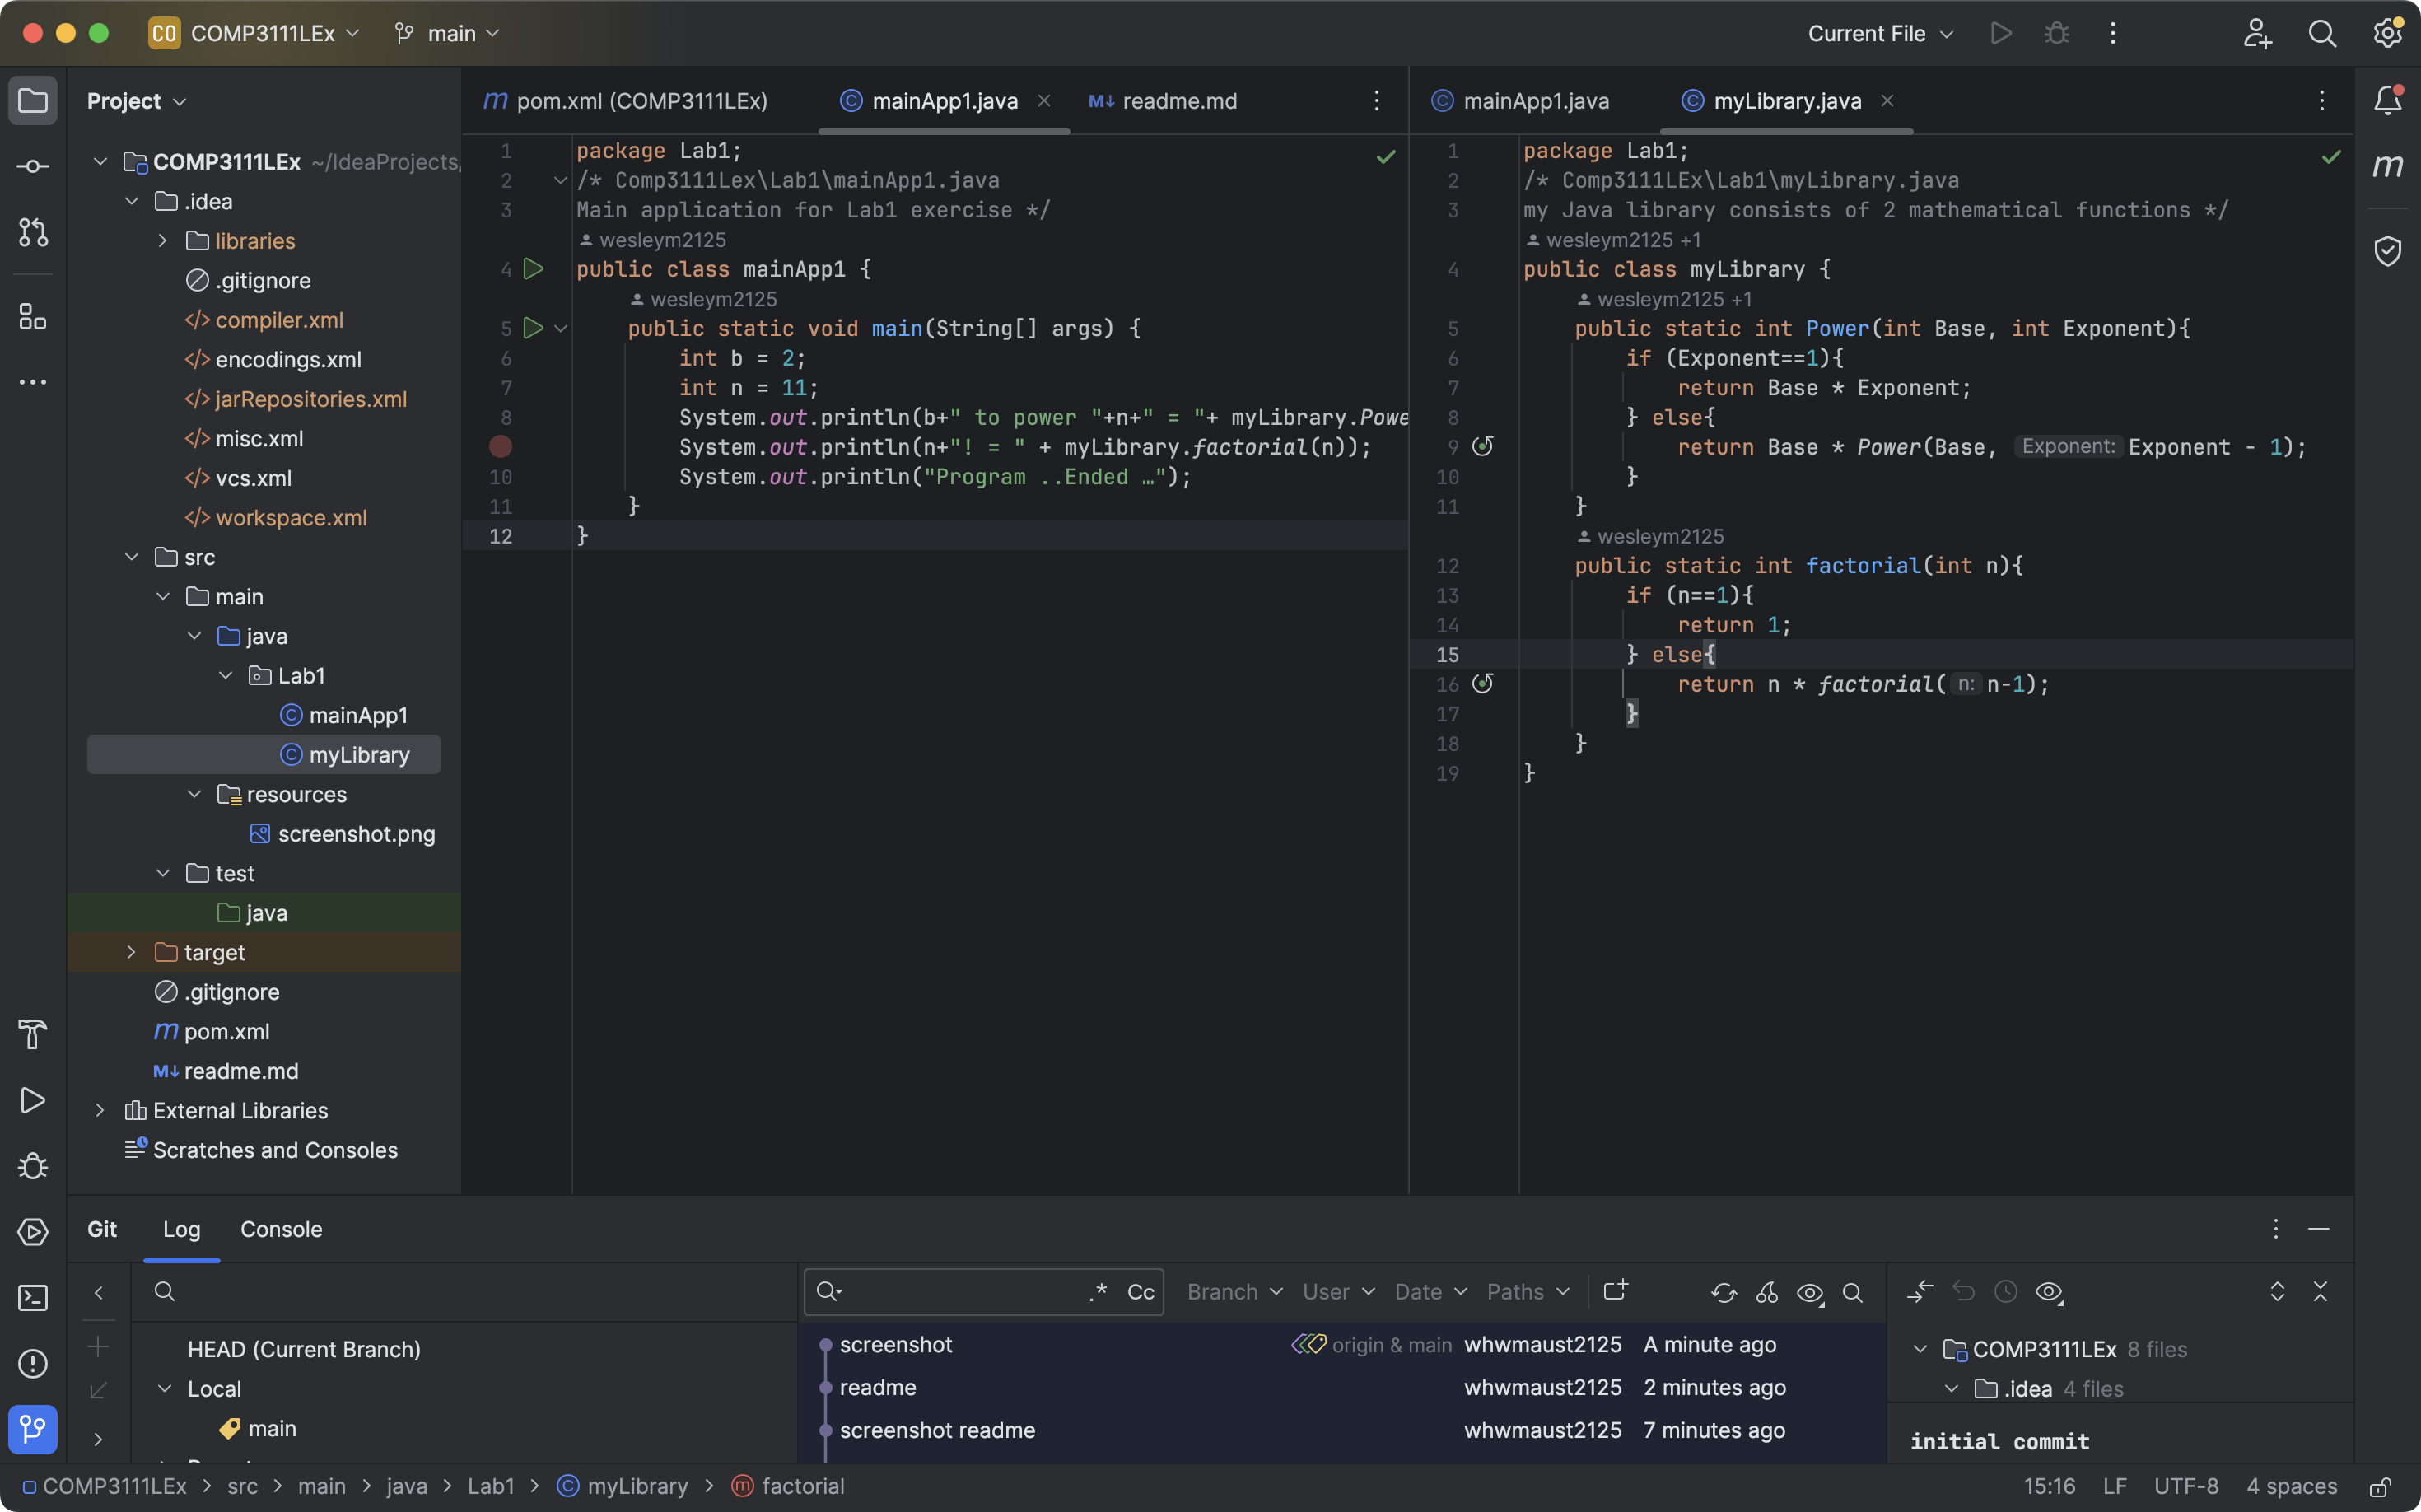 CO COMP3111LEx main Current File
Project
COMP3111LEx ~/IdeaProjects/
.idea
libraries
.gitignore
compiler.xml
encodings.xml
jarRepositories.xml
misc.xml
vcs.xml
workspace.xml
src
main
java
Lab1
mainApp1
myLibrary
resources
screenshot.png
test
java
target
.gitignore
m pom.xml
M↓ readme.md
External Libraries
Scratches and Consoles
m pom.xml (COMP3111LEx) mainApp1.java M↓ readme.md
1 package Lab1;
2 /* Comp3111Lex\Lab1\mainApp1.java
3 Main application for Lab1 exercise */
wesleym2125
4 public class mainApp1 {
wesleym2125
5 public static void main(String[] args) {
6 int b = 2;
7 int n = 11;
8 System.out.println(b+" to power "+n+" = "+ myLibrary.Powe
System.out.println(n+"! = " + myLibrary.factorial(n));
10 System.out.println("Program ..Ended …");
11 }
12 }
mainApp1.java myLibrary.java
1 package Lab1;
2 /* Comp3111LEx\Lab1\myLibrary.java
3 my Java library consists of 2 mathematical functions */
wesleym2125 +1
4 public class myLibrary {
wesleym2125 +1
5 public static int Power(int Base, int Exponent){
6 if (Exponent==1){
7 return Base * Exponent;
8 } else{
9 return Base * Power(Base, Exponent: Exponent - 1);
10 }
11 }
wesleym2125
12 public static int factorial(int n){
13 if (n==1){
14 return 1;
15 } else{
16 return n * factorial( n: n-1);
17 }
18 }
19 }
m
Git Log Console
HEAD (Current Branch)
Local
main
.* Cc Branch User Date Paths
screenshot origin & main whwmaust2125 A minute ago
readme whwmaust2125 2 minutes ago
screenshot readme whwmaust2125 7 minutes ago
COMP3111LEx 8 files
.idea 4 files
initial commit
COMP3111LEx > src > main > java > Lab1 > myLibrary > factorial 15:16 LF UTF-8 4 spaces